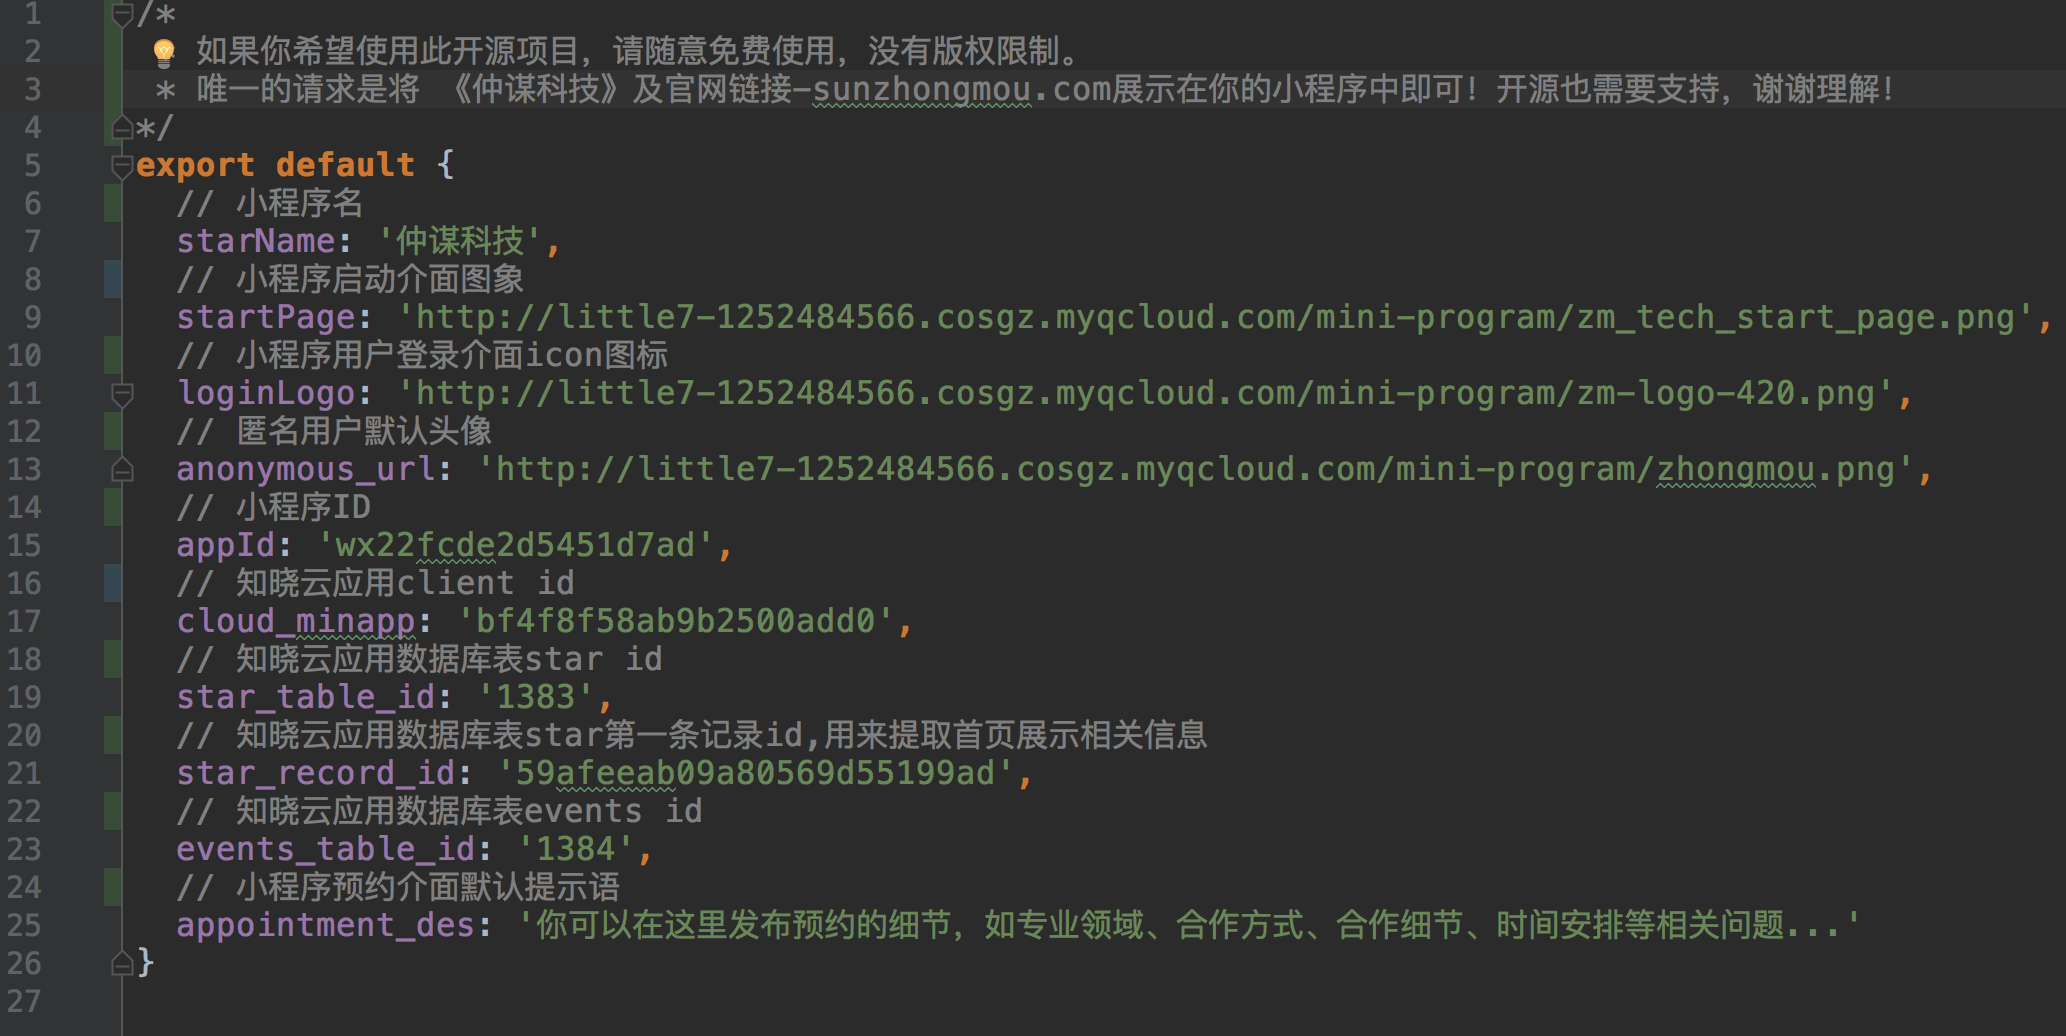 1 /*
2 如果你希望使用此开源项目，请随意免费使用，没有版权限制。
3 * 唯一的请求是将 《仲谋科技》及官网链接-sunzhongmou.com展示在你的小程序中即可！开源也需要支持，谢谢理解！
4 */
5 export default {
6 // 小程序名
7 starName: '仲谋科技',
8 // 小程序启动介面图象
9 startPage: 'http://little7-1252484566.cosgz.myqcloud.com/mini-program/zm_tech_start_page.png',
10 // 小程序用户登录介面icon图标
11 loginLogo: 'http://little7-1252484566.cosgz.myqcloud.com/mini-program/zm-logo-420.png',
12 // 匿名用户默认头像
13 anonymous_url: 'http://little7-1252484566.cosgz.myqcloud.com/mini-program/zhongmou.png',
14 // 小程序ID
15 appId: 'wx22fcde2d5451d7ad',
16 // 知晓云应用client id
17 cloud_minapp: 'bf4f8f58ab9b2500add0',
18 // 知晓云应用数据库表star id
19 star_table_id: '1383',
20 // 知晓云应用数据库表star第一条记录id,用来提取首页展示相关信息
21 star_record_id: '59afeeab09a80569d55199ad',
22 // 知晓云应用数据库表events id
23 events_table_id: '1384',
24 // 小程序预约介面默认提示语
25 appointment_des: '你可以在这里发布预约的细节，如专业领域、合作方式、合作细节、时间安排等相关问题...'
26 }
27